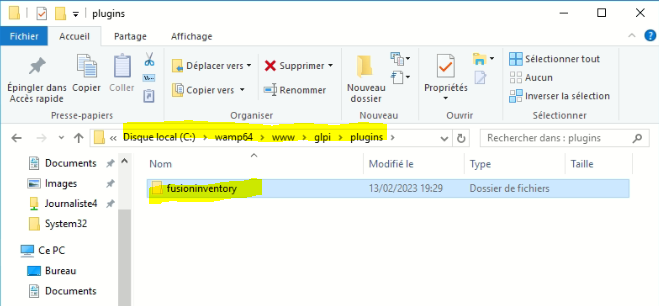 plugins
Fichier Accueil Partage Affichage
Épingler dans Accès rapide
Copier
Coller
Presse-papiers
Déplacer vers
Copier vers
Supprimer
Renommer
Organiser
Nouveau dossier
Nouveau
Propriétés
Ouvrir
Sélectionner tout
Aucun
Inverser la sélection
Sélectionner
« Disque local (C:) > wamp64 > www > glpi > plugins >
Rechercher dans : plugins
Nom Modifié le Type Taille
fusioninventory 13/02/2023 19:29 Dossier de fichiers
Documents
Images
Journaliste4
System32
Ce PC
Bureau
Documents